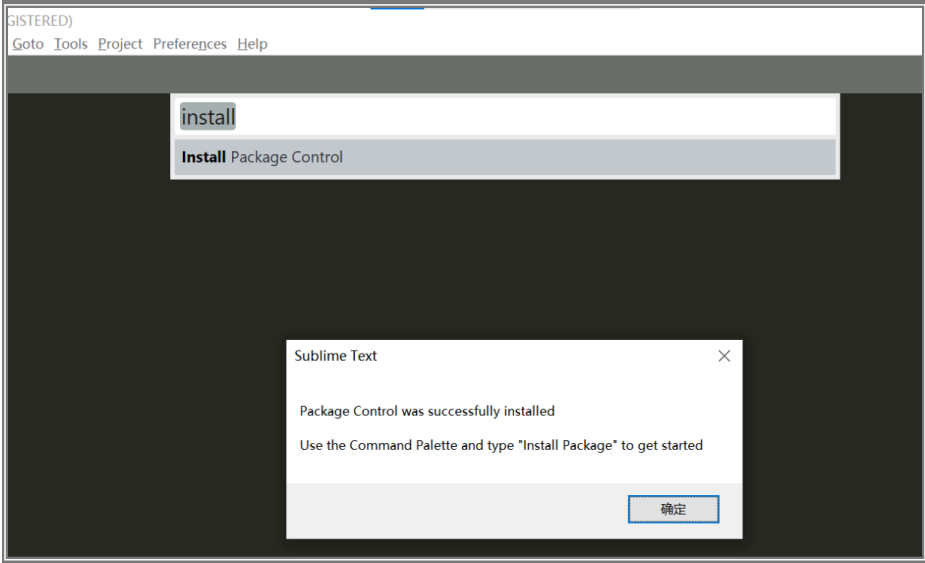 GISTERED)
Goto Tools Project Preferences Help
install
Install Package Control
Sublime Text
Package Control was successfully installed
Use the Command Palette and type "Install Package" to get started
确定